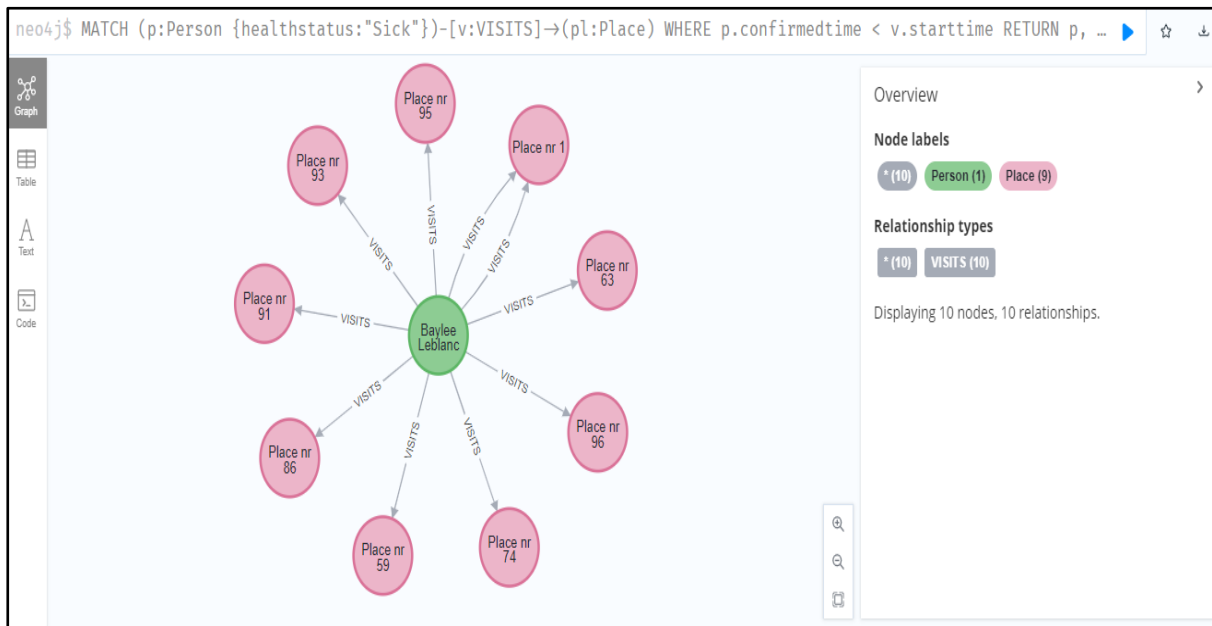 neo4j$ MATCH (p:Person {healthstatus:"Sick"})-[v:VISITS]→(pl:Place) WHERE p.confirmedtime < v.starttime RETURN p, …
Graph
Table
Text
Code
Place nr
95
Place nr 1
Place nr
93
Place nr
63
Place nr
91
Baylee
Leblanc
Place nr
96
Place nr
86
Place nr
74
Place nr
59
VISITS
VISITS
VISITS
VISITS
VISITS
VISITS
VISITS
VISITS
VISITS
VISITS
Overview
Node labels
* (10) Person (1) Place (9)
Relationship types
* (10) VISITS (10)
Displaying 10 nodes, 10 relationships.